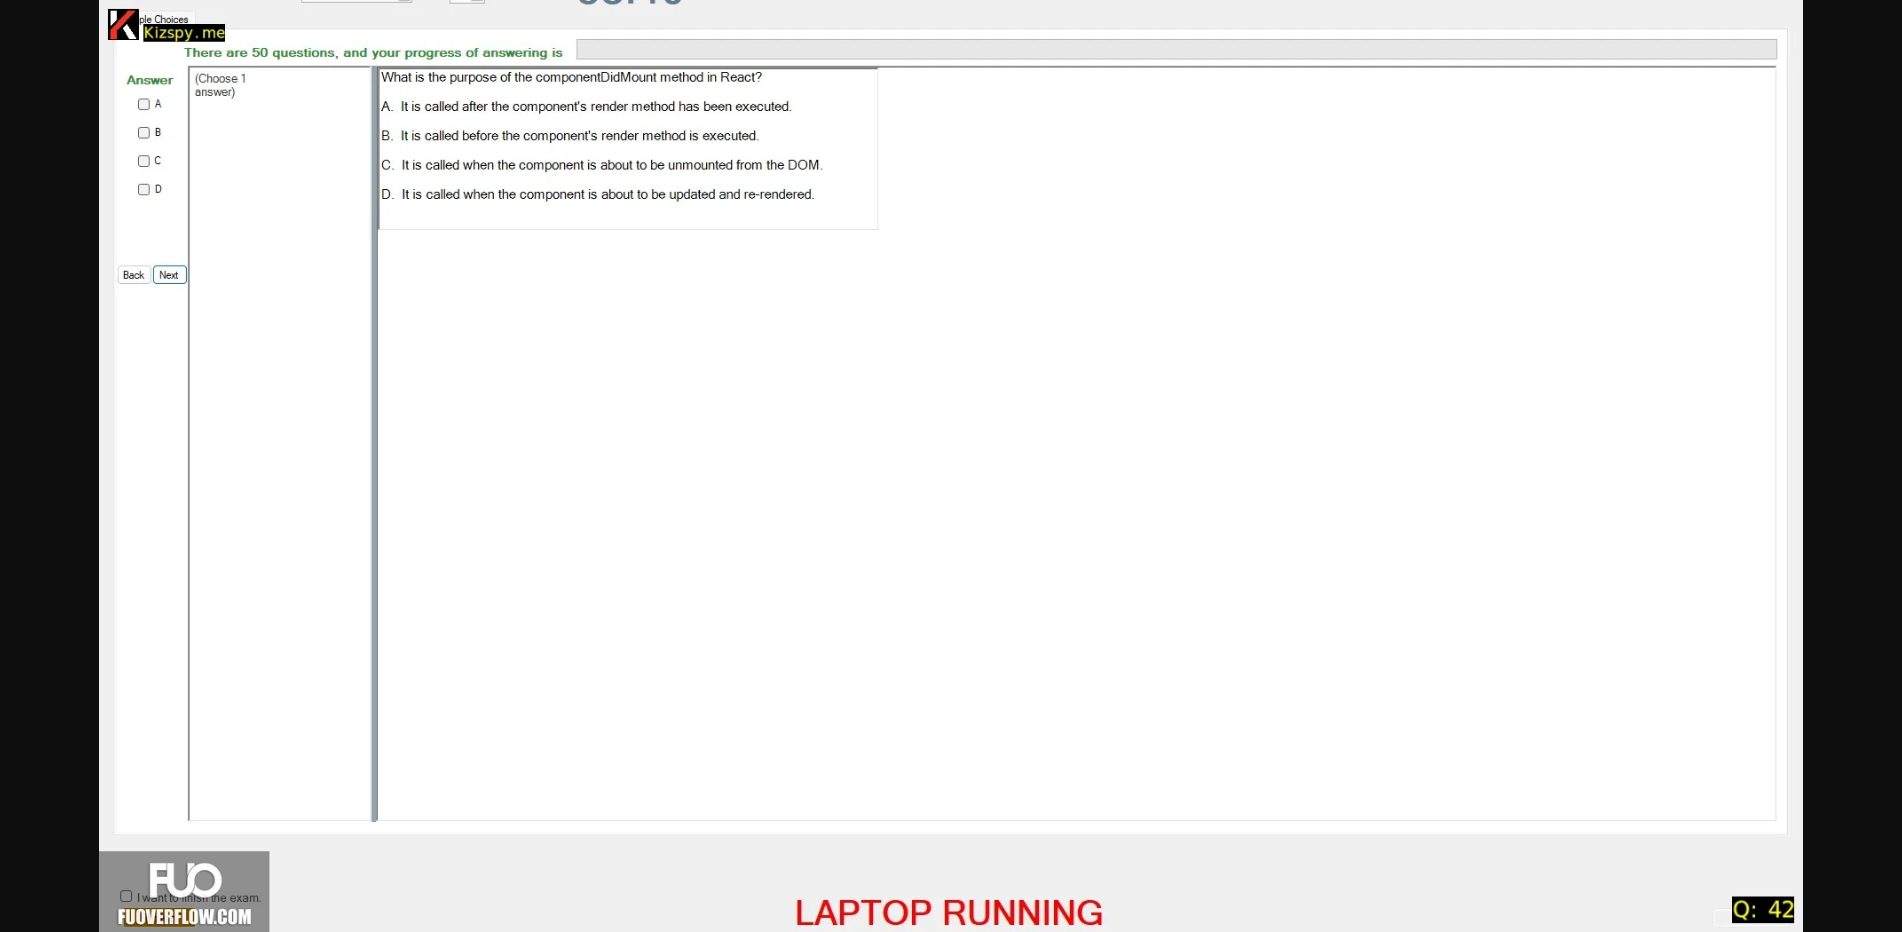 ple Choices
Kizspy.me
There are 50 questions, and your progress of answering is
Answer
(Choose 1
answer)
A
B
C
D
Back
Next
What is the purpose of the componentDidMount method in React?
A. It is called after the component's render method has been executed.
B. It is called before the component's render method is executed.
C. It is called when the component is about to be unmounted from the DOM.
D. It is called when the component is about to be updated and re-rendered.
FUO
I want to finish the exam.
FUOVERFLOW.COM
LAPTOP RUNNING
Q: 42